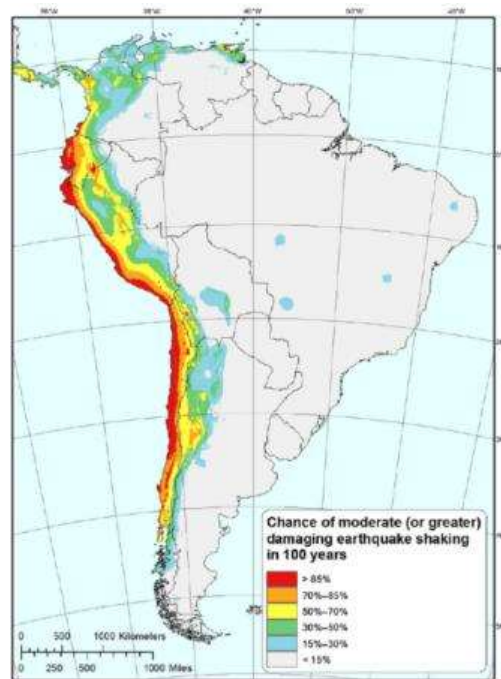 Chance of moderate (or greater)
damaging earthquake shaking
in 100 years
> 85%
70%–85%
50%–70%
30%–50%
15%–30%
< 15%
0 500 1000 Kilometers
0 250 500 1000 Miles